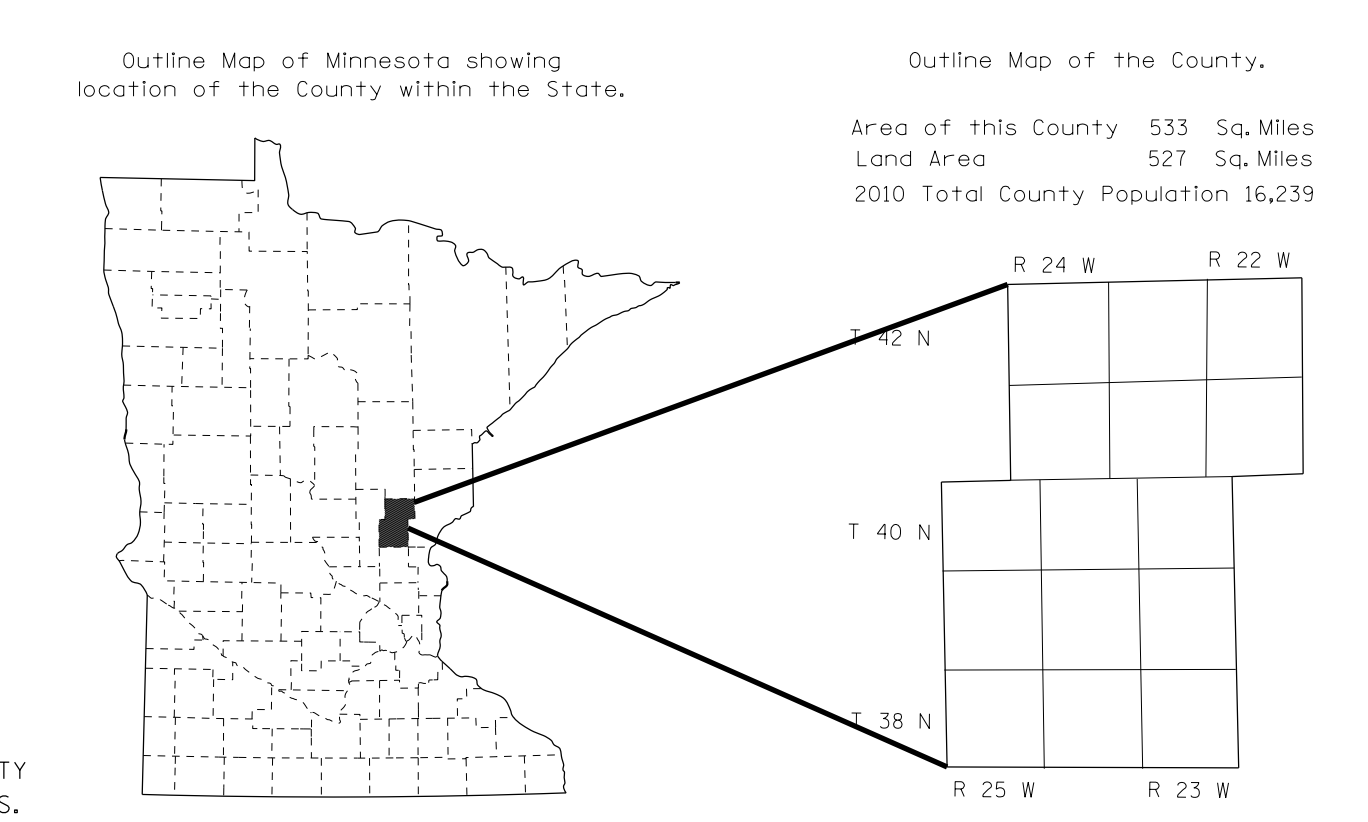 Outline Map of Minnesota showing
location of the County within the State.
Outline Map of the County.
Area of this County 533 Sq. Miles
Land Area 527 Sq. Miles
2010 Total County Population 16,239
R 24 W
R 22 W
T 42 N
T 40 N
T 38 N
R 25 W
R 23 W
TY
S.